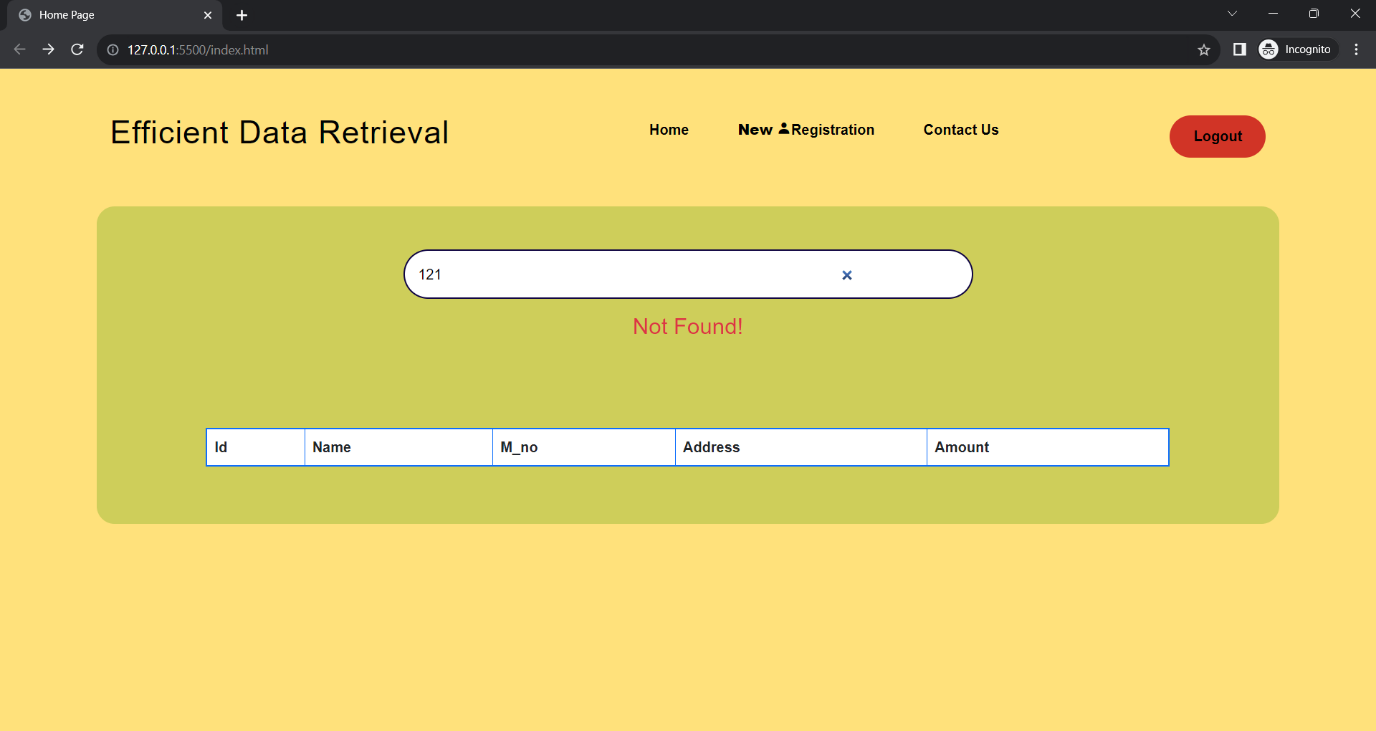 Home Page
127.0.0.1:5500/index.html
Incognito
Efficient Data Retrieval
Home
New Registration
Contact Us
Logout
121
Not Found!
Id Name M_no Address Amount